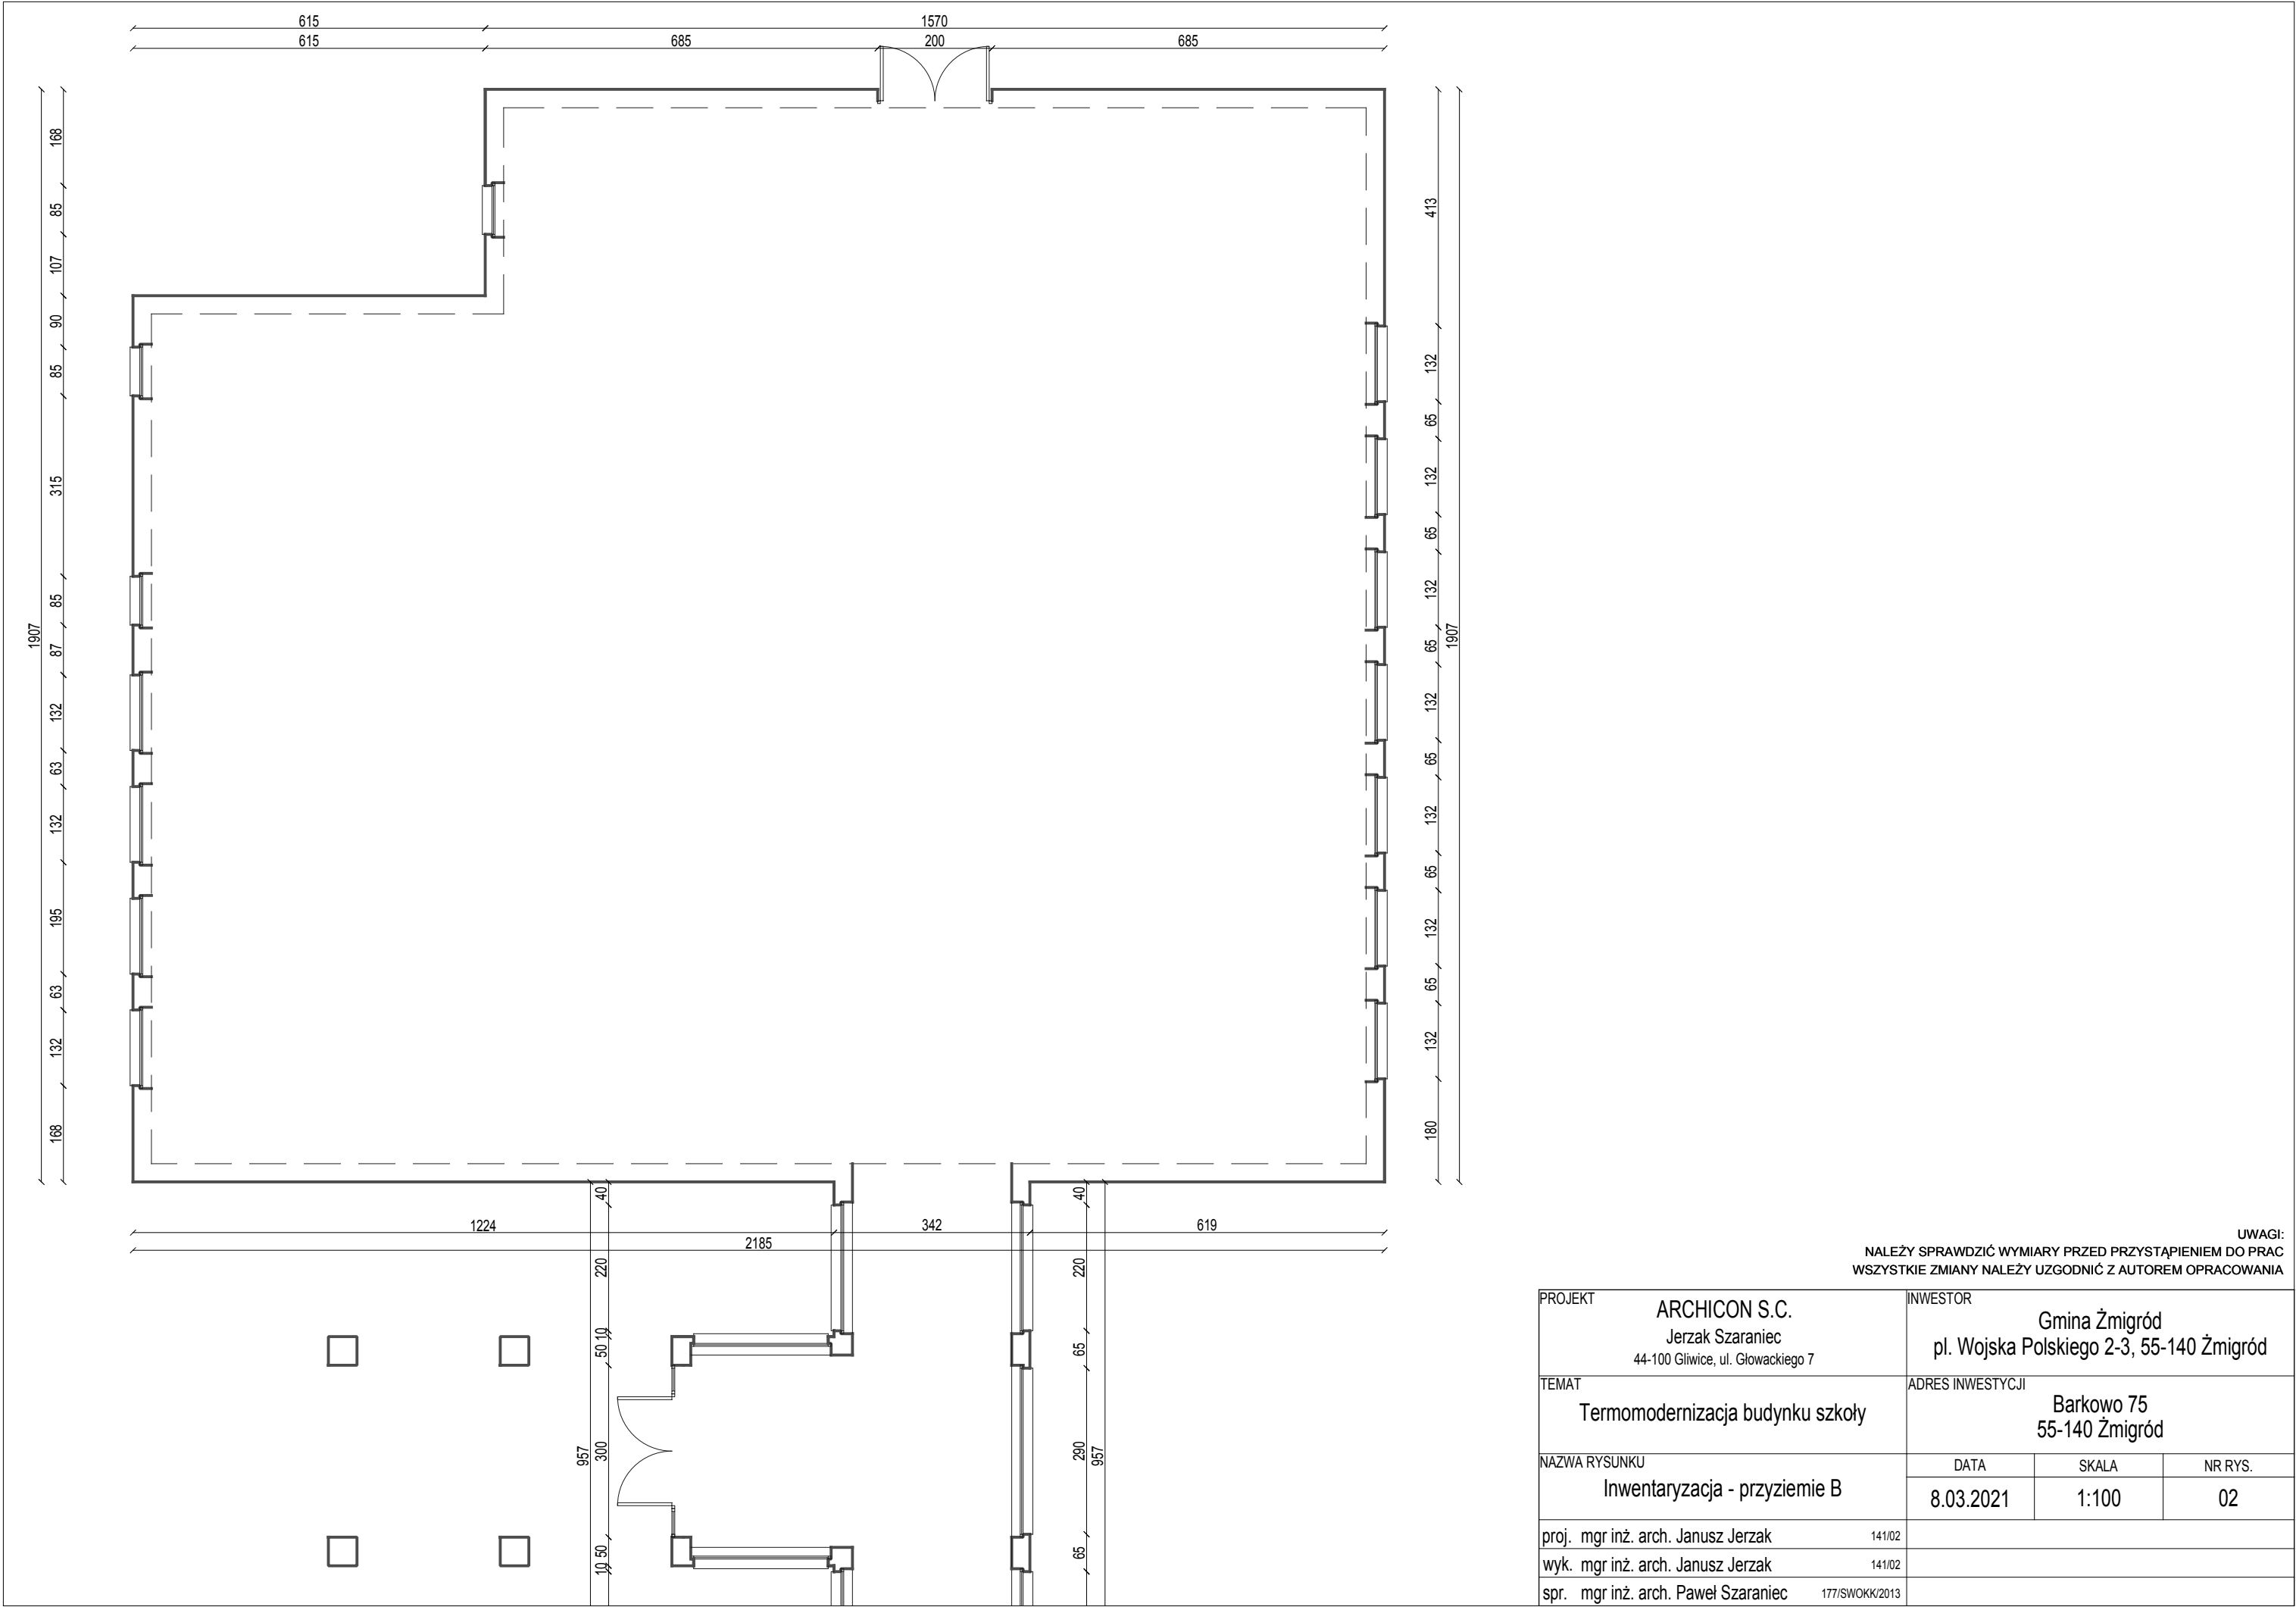 615
1570
615
685
200
685
168
85
107
90
85
315
85
87
132
63
132
195
63
132
168
1907
413
132
65
132
65
132
65
132
65
132
65
132
65
132
180
1907
1224
342
619
2185
40
220
10
50
300
50
10
957
40
220
65
290
65
957
UWAGI:
NALEŻY SPRAWDZIĆ WYMIARY PRZED PRZYSTĄPIENIEM DO PRAC
WSZYSTKIE ZMIANY NALEŻY UZGODNIĆ Z AUTOREM OPRACOWANIA
PROJEKT
ARCHICON S.C.
Jerzak Szaraniec
44-100 Gliwice, ul. Głowackiego 7
INWESTOR
Gmina Żmigród
pl. Wojska Polskiego 2-3, 55-140 Żmigród
TEMAT
Termomodernizacja budynku szkoły
ADRES INWESTYCJI
Barkowo 75
55-140 Żmigród
NAZWA RYSUNKU
Inwentaryzacja - przyziemie B
DATA SKALA NR RYS.
8.03.2021 1:100 02
proj. mgr inż. arch. Janusz Jerzak 141/02
wyk. mgr inż. arch. Janusz Jerzak 141/02
spr. mgr inż. arch. Paweł Szaraniec 177/SWOKK/2013